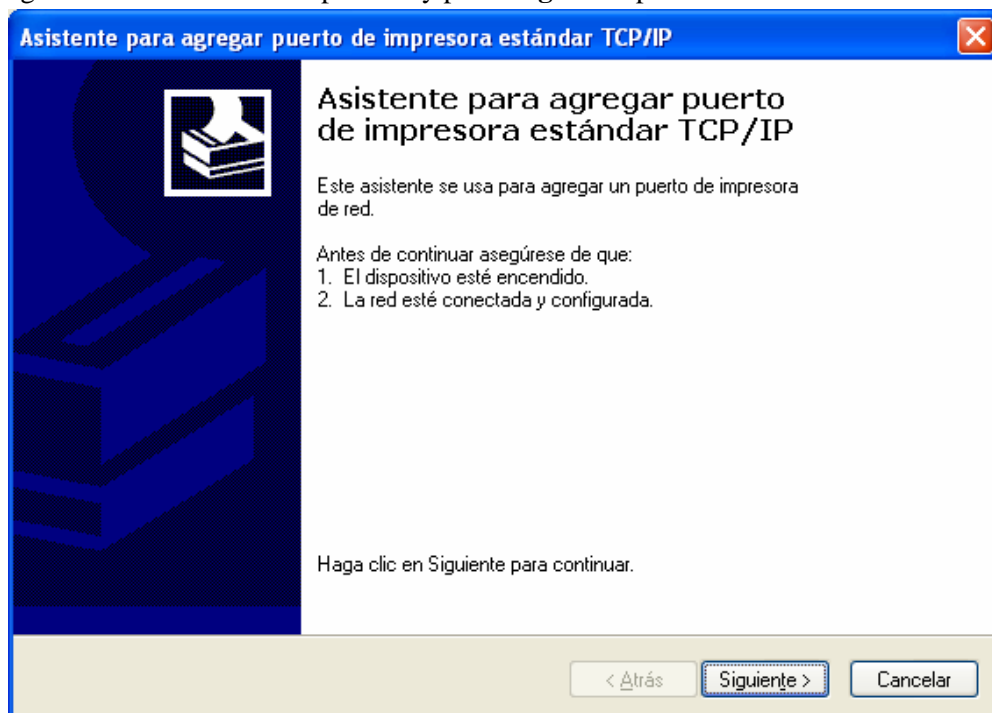 Asistente para agregar puerto de impresora estándar TCP/IP
Asistente para agregar puerto
de impresora estándar TCP/IP
Este asistente se usa para agregar un puerto de impresora
de red.
Antes de continuar asegúrese de que:
1. El dispositivo esté encendido.
2. La red esté conectada y configurada.
Haga clic en Siguiente para continuar.
< Atrás Siguiente > Cancelar